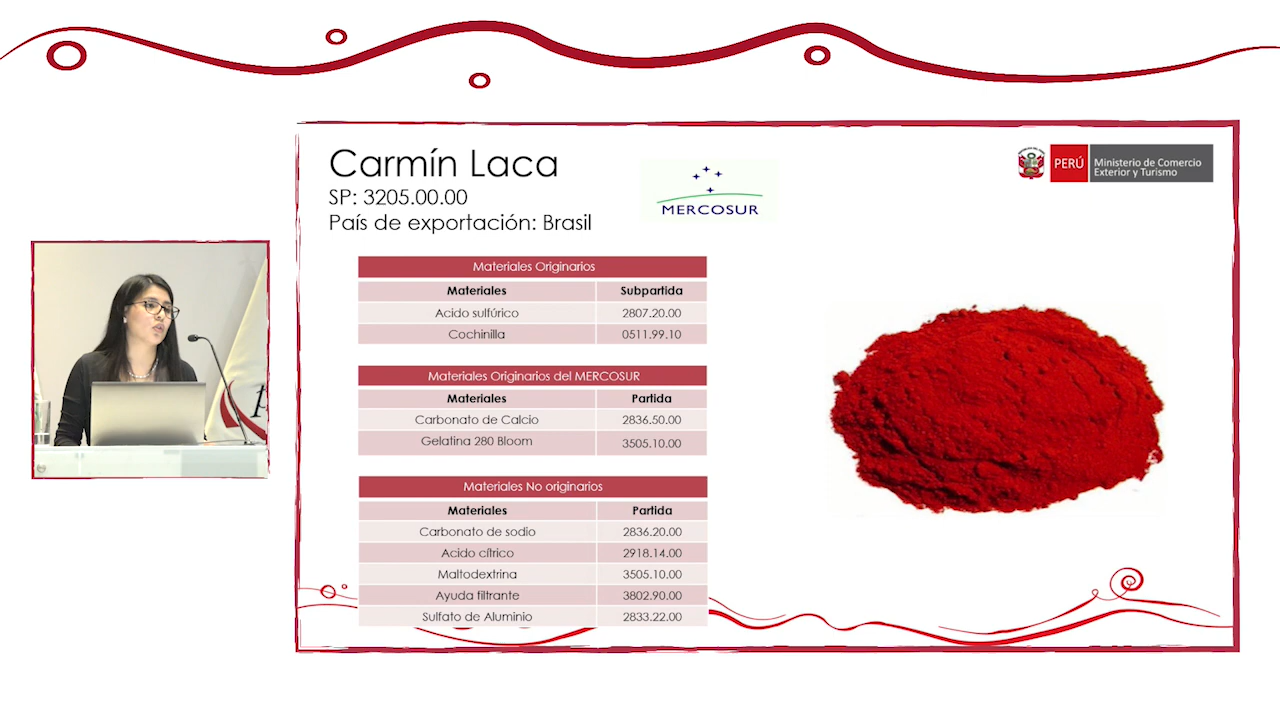 Carmín Laca
SP: 3205.00.00
País de exportación: Brasil
MERCOSUR
PERÚ
Ministerio de Comercio
Exterior y Turismo
Materiales Originarios
Materiales Subpartida
Acido sulfúrico 2807.20.00
Cochinilla 0511.99.10
Materiales Originarios del MERCOSUR
Materiales Partida
Carbonato de Calcio 2836.50.00
Gelatina 280 Bloom 3505.10.00
Materiales No originarios
Materiales Partida
Carbonato de sodio 2836.20.00
Acido cítrico 2918.14.00
Maltodextrina 3505.10.00
Ayuda filtrante 3802.90.00
Sulfato de Aluminio 2833.22.00